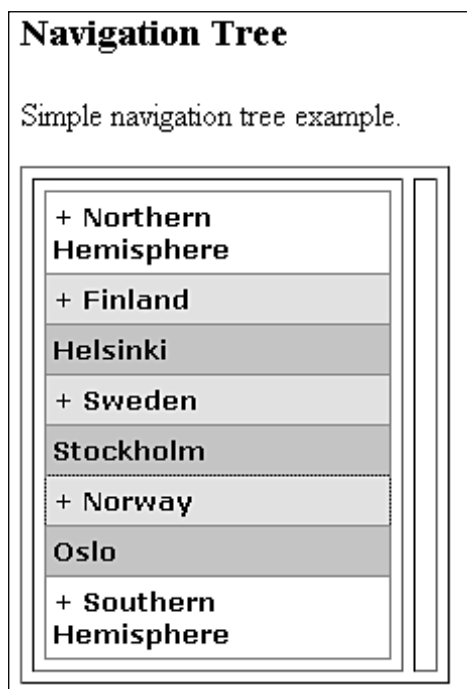 Navigation Tree
Simple navigation tree example.
+ Northern
Hemisphere
+ Finland
Helsinki
+ Sweden
Stockholm
+ Norway
Oslo
+ Southern
Hemisphere